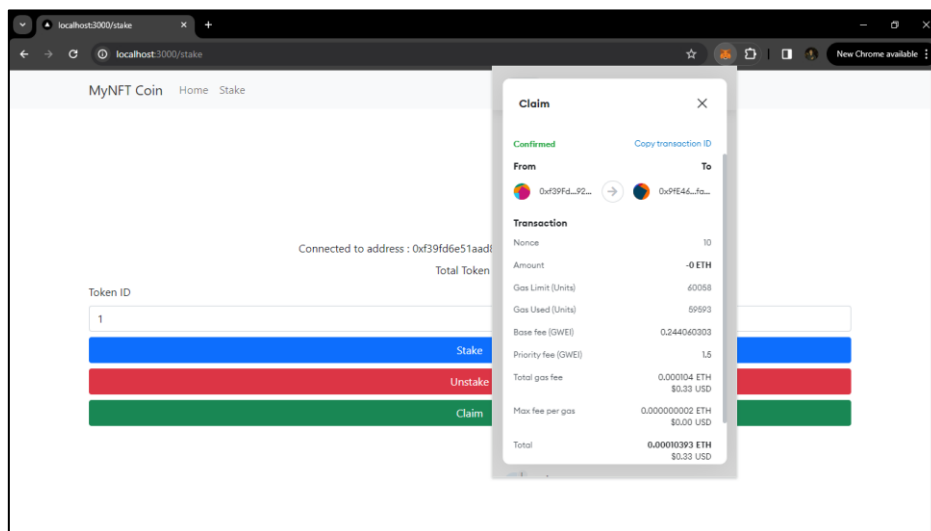 localhost:3000/stake
localhost:3000/stake
New Chrome available
MyNFT Coin Home Stake
Connected to address : 0xf39fd6e51aad8
Total Token
Token ID
1
Stake
Unstake
Claim
Claim
Confirmed Copy transaction ID
From To
0xf39Fd...92... 0x9fE46...fa...
Transaction
Nonce 10
Amount -0 ETH
Gas Limit (Units) 60058
Gas Used (Units) 59593
Base fee (GWEI) 0.244060303
Priority fee (GWEI) 1.5
Total gas fee 0.000104 ETH
$0.33 USD
Max fee per gas 0.000000002 ETH
$0.00 USD
Total 0.00010393 ETH
$0.33 USD